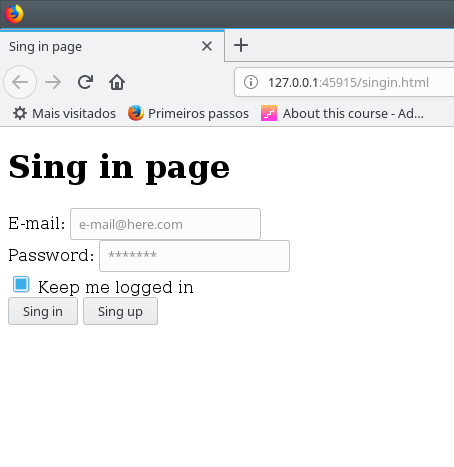 Sing in page
127.0.0.1:45915/singin.html
Mais visitados Primeiros passos About this course - Ad...
Sing in page
E-mail: e-mail@here.com
Password: *******
Keep me logged in
Sing in Sing up